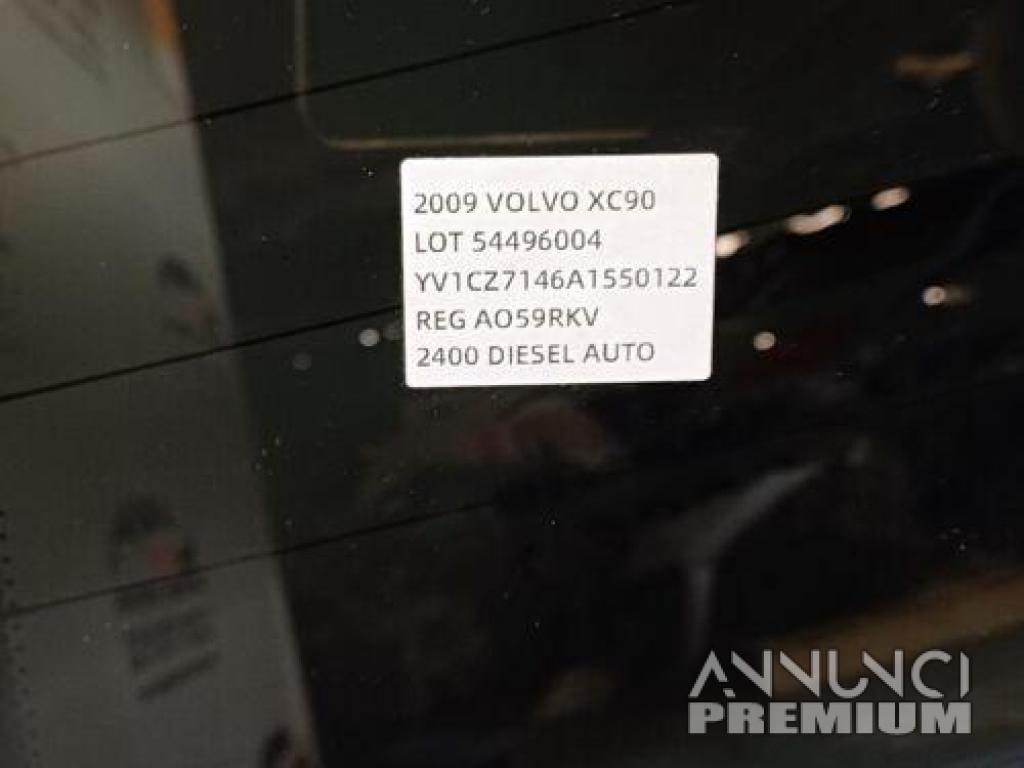 2009 VOLVO XC90
LOT 54496004
YV1CZ7146A1550122
REG AO59RKV
2400 DIESEL AUTO
ANNUNCI
PREMIUM